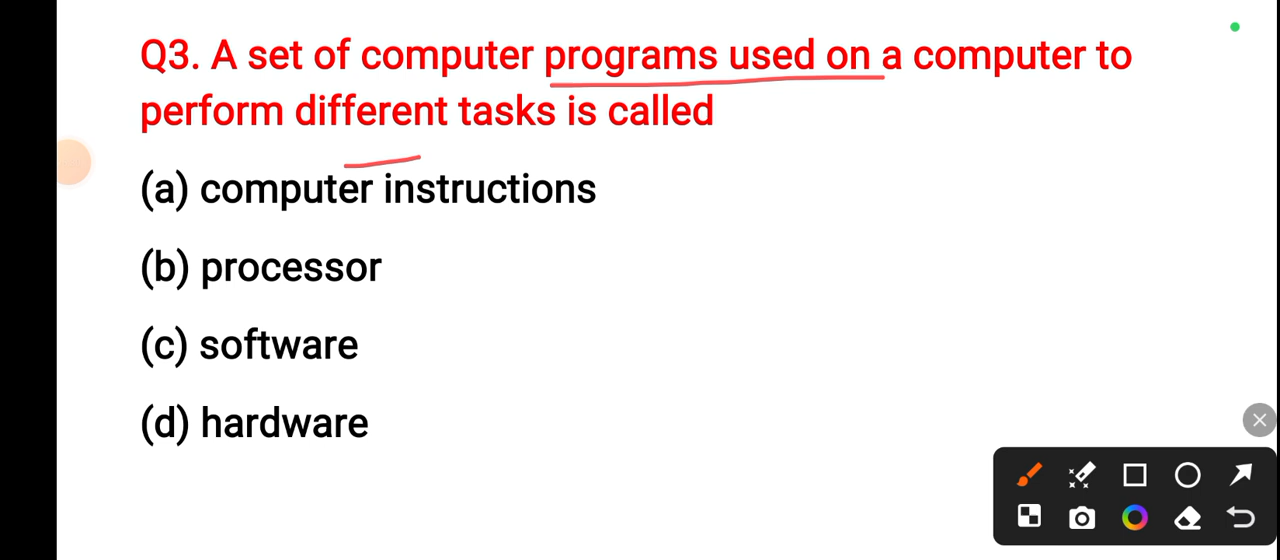 Q3. A set of computer programs used on a computer to
perform different tasks is called
(a) computer instructions
(b) processor
(c) software
(d) hardware